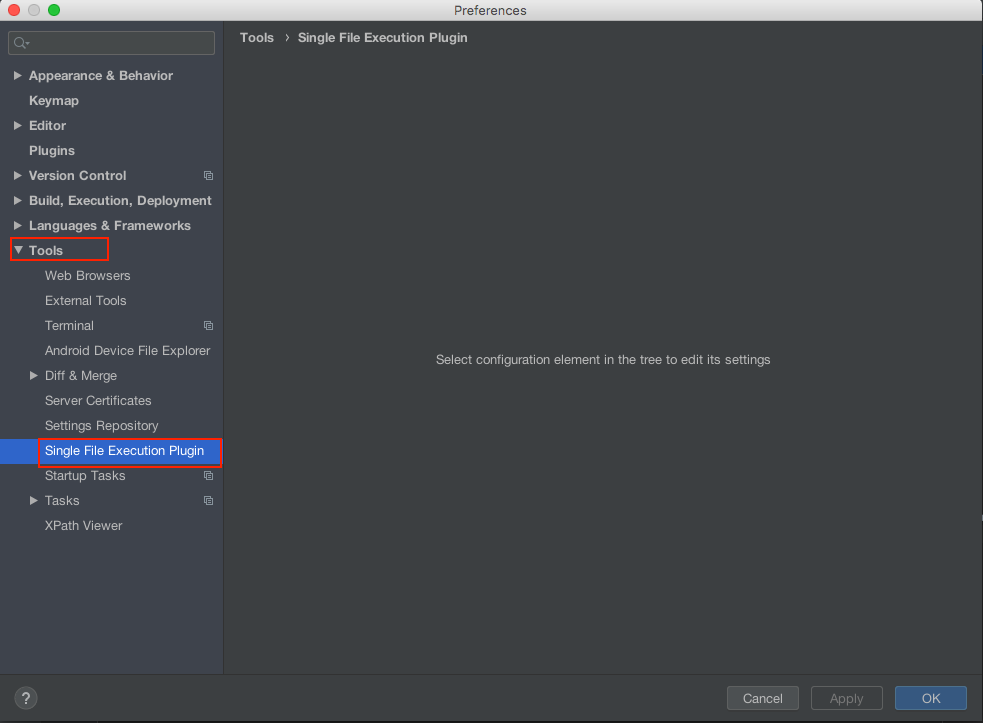 Preferences
Tools › Single File Execution Plugin
Appearance & Behavior
Keymap
Editor
Plugins
Version Control
Build, Execution, Deployment
Languages & Frameworks
Tools
Web Browsers
External Tools
Terminal
Android Device File Explorer
Diff & Merge
Server Certificates
Settings Repository
Single File Execution Plugin
Startup Tasks
Tasks
XPath Viewer
Select configuration element in the tree to edit its settings
?
Cancel
Apply
OK